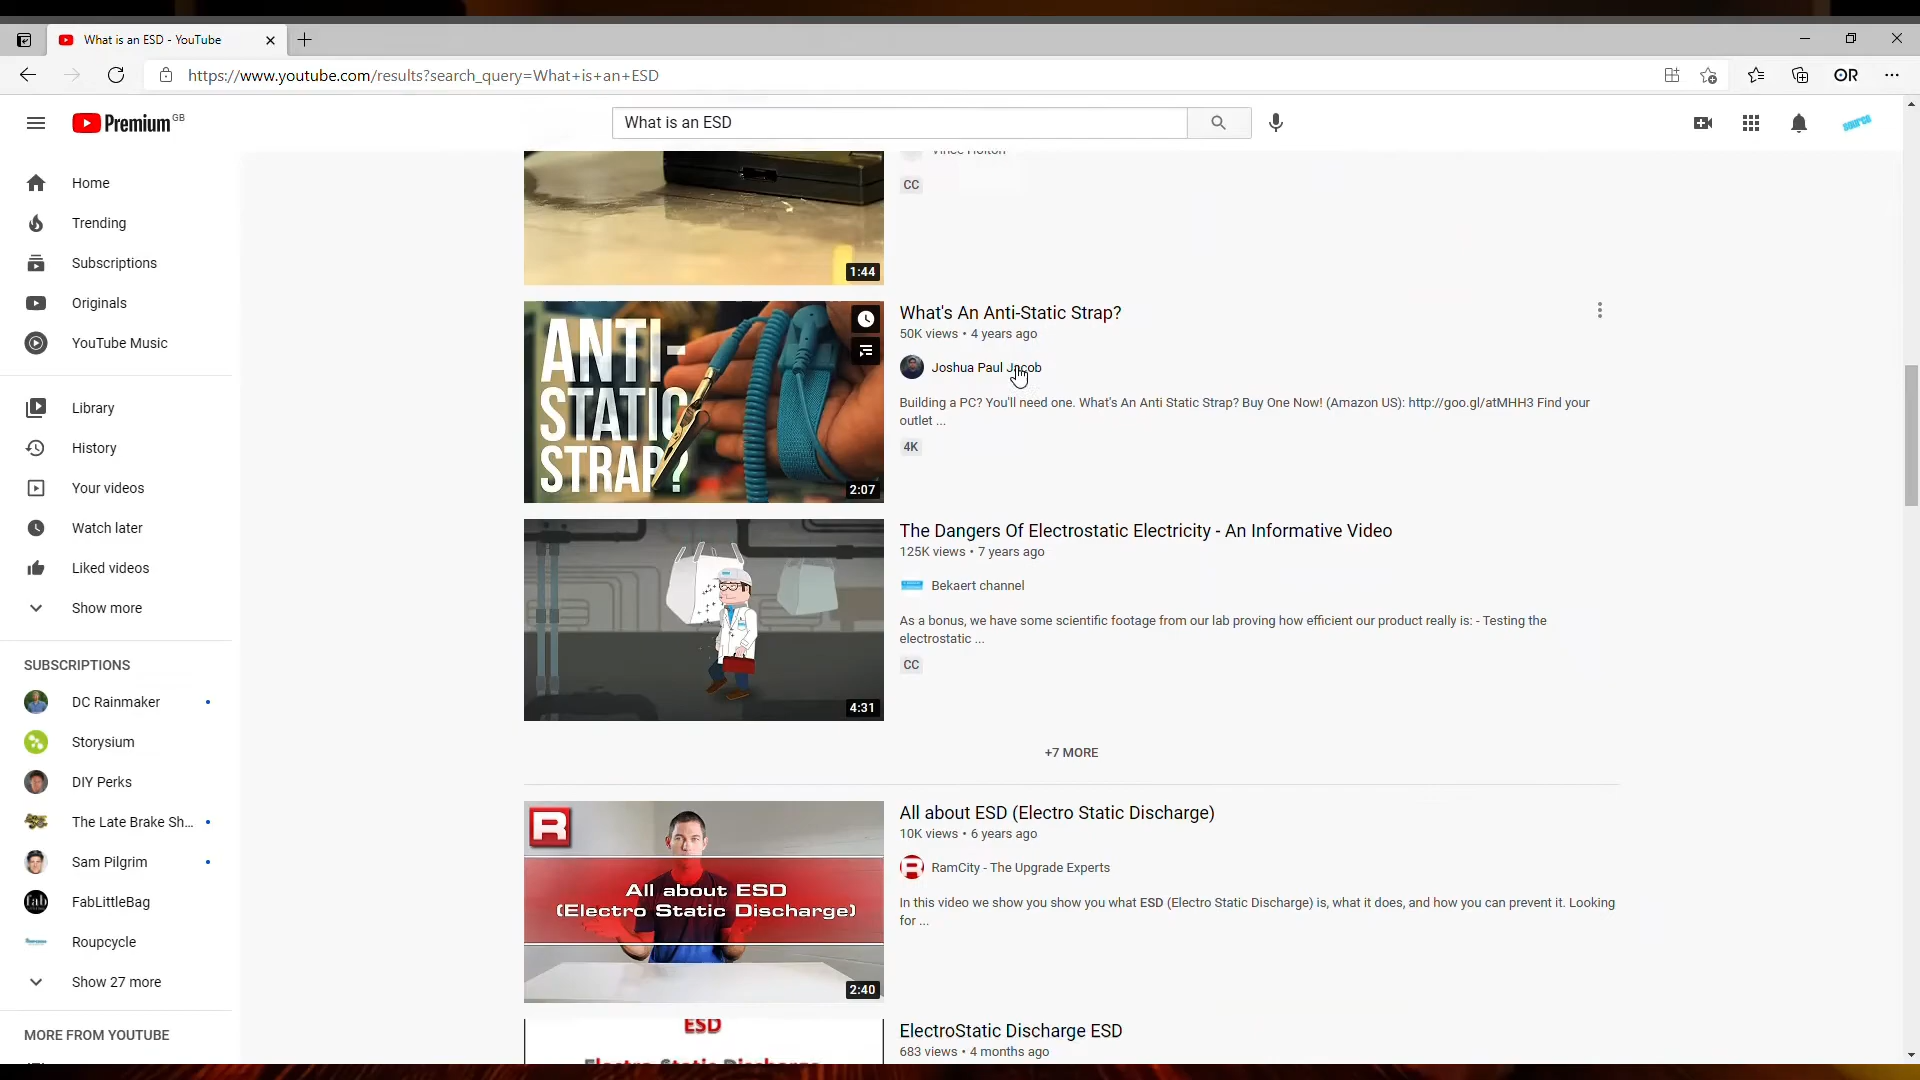 What is an ESD - YouTube
https://www.youtube.com/results?search_query=What+is+an+ESD
OR
Premium GB
What is an ESD
Home
Trending
Subscriptions
Originals
YouTube Music
Library
History
Your videos
Watch later
Liked videos
Show more
SUBSCRIPTIONS
DC Rainmaker
Storysium
DIY Perks
The Late Brake Sh...
Sam Pilgrim
fab
FabLittleBag
Roupcycle
Show 27 more
MORE FROM YOUTUBE
source
CC
1:44
ANTI-
STATIC
STRAP?
2:07
What's An Anti-Static Strap?
50K views • 4 years ago
Joshua Paul Jacob
Building a PC? You'll need one. What's An Anti Static Strap? Buy One Now! (Amazon US): http://goo.gl/atMHH3 Find your
outlet ...
4K
4:31
The Dangers Of Electrostatic Electricity - An Informative Video
125K views • 7 years ago
Bekaert channel
As a bonus, we have some scientific footage from our lab proving how efficient our product really is: - Testing the
electrostatic ...
CC
+7 MORE
R
All about ESD
(Electro Static Discharge)
2:40
All about ESD (Electro Static Discharge)
10K views • 6 years ago
R
RamCity - The Upgrade Experts
In this video we show you show you what ESD (Electro Static Discharge) is, what it does, and how you can prevent it. Looking
for ...
ESD
Electro Static Discharge
ElectroStatic Discharge ESD
683 views • 4 months ago